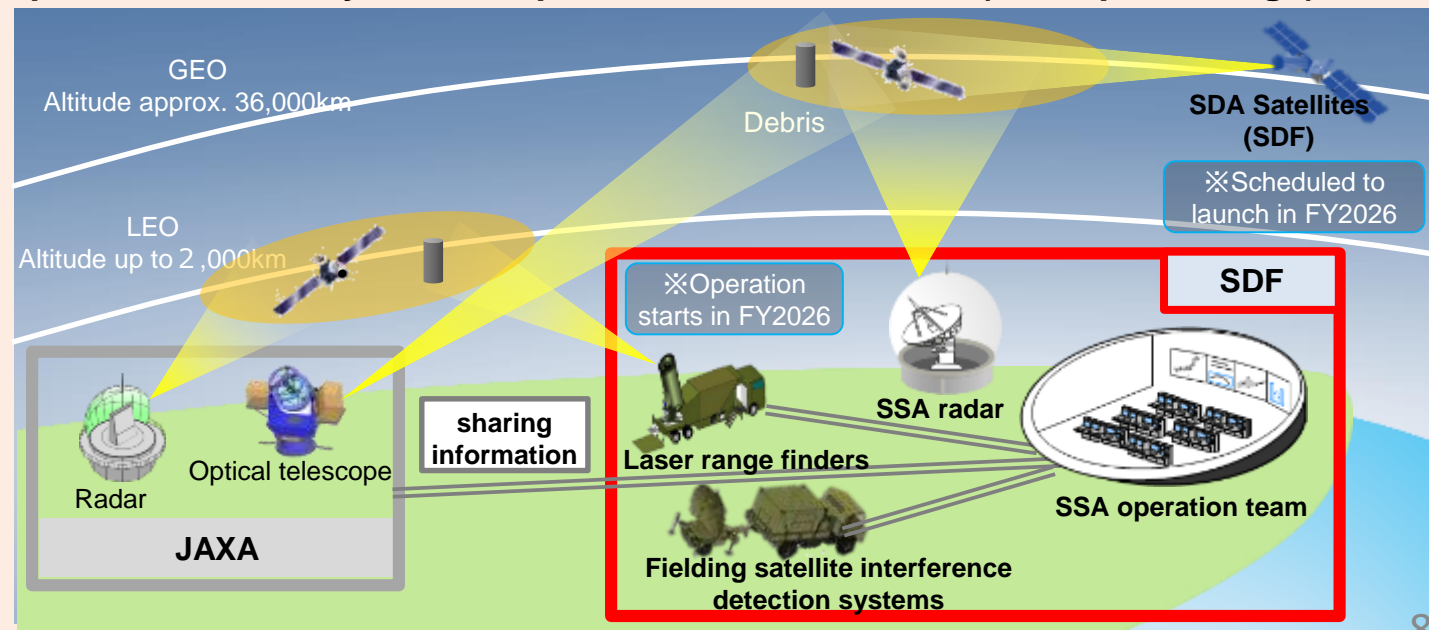 GEO
Altitude approx. 36,000km
Debris
SDA Satellites
(SDF)
※Scheduled to
launch in FY2026
LEO
Altitude up to 2 ,000km
※Operation
starts in FY2026
SDF
SSA radar
sharing
information
Laser range finders
Optical telescope
Radar
SSA operation team
JAXA
Fielding satellite interference
detection systems